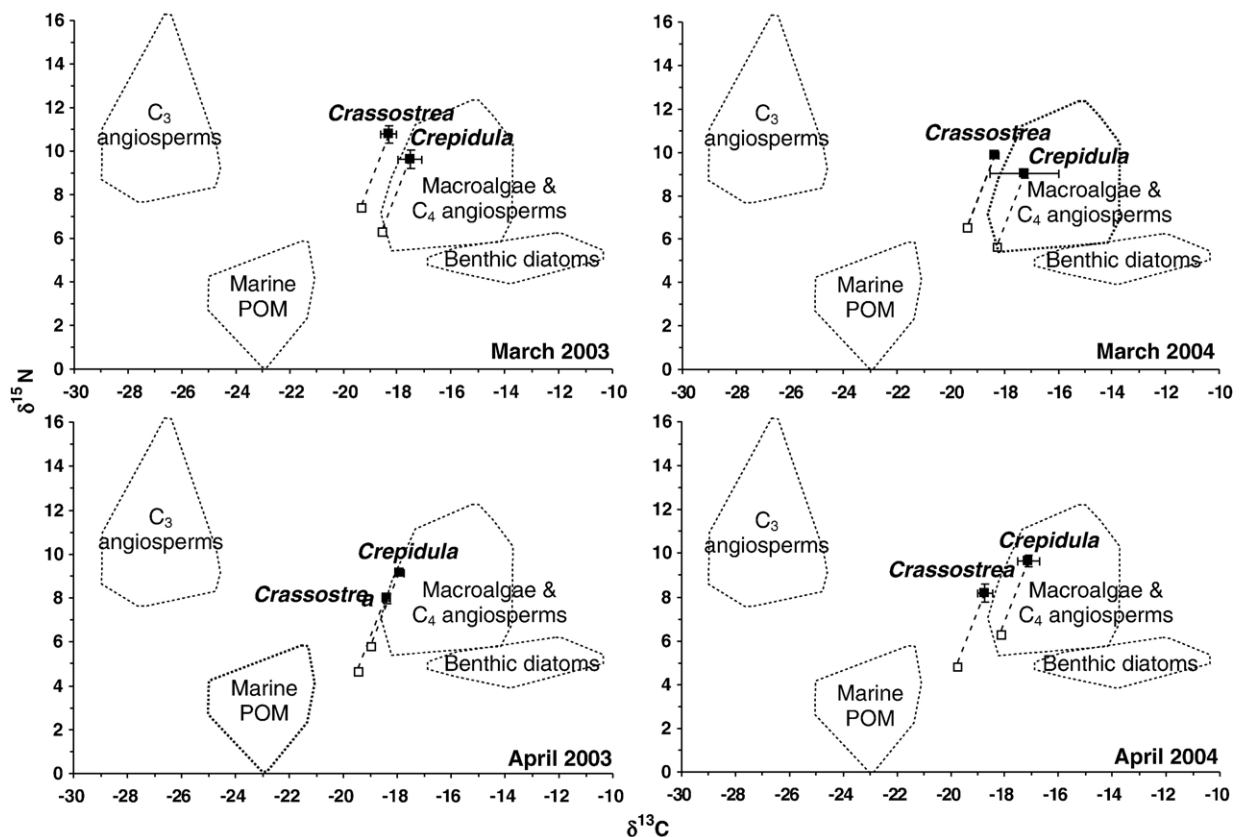 16
14
12
10
8
6
4
2
0
C3
angiosperms
Crassostrea
Crepidula
Macroalgae &
C4 angiosperms
Benthic diatoms
Marine
POM
March 2003
-30 -28 -26 -24 -22 -20 -18 -16 -14 -12 -10
16
14
12
10
8
6
4
2
0
C3
angiosperms
Crassostrea
Crepidula
Macroalgae &
C4 angiosperms
Benthic diatoms
Marine
POM
March 2004
-30 -28 -26 -24 -22 -20 -18 -16 -14 -12 -10
δ15N
16
14
12
10
8
6
4
2
0
C3
angiosperms
Crepidula
Crassostrea
Macroalgae &
C4 angiosperms
Benthic diatoms
Marine
POM
April 2003
-30 -28 -26 -24 -22 -20 -18 -16 -14 -12 -10
16
14
12
10
8
6
4
2
0
C3
angiosperms
Crepidula
Crassostrea
Macroalgae &
C4 angiosperms
Benthic diatoms
Marine
POM
April 2004
-30 -28 -26 -24 -22 -20 -18 -16 -14 -12 -10
δ13C